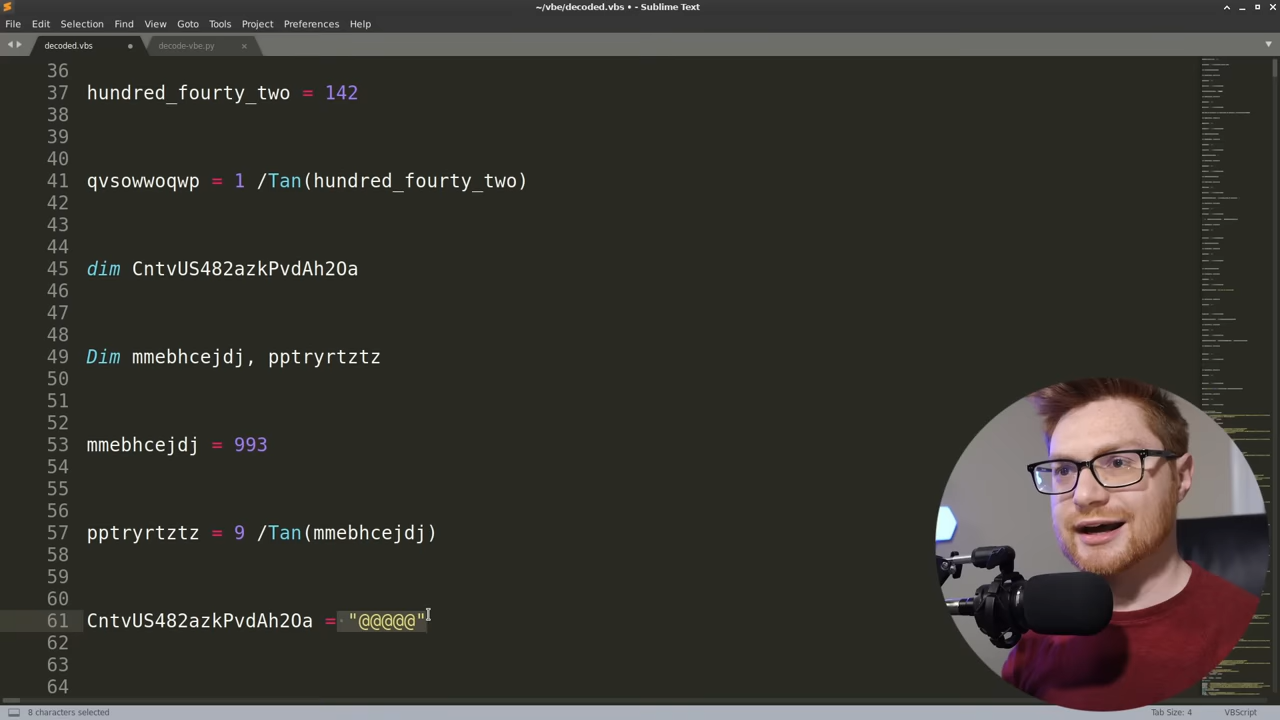 ~/vbe/decoded.vbs • - Sublime Text
File Edit Selection Find View Goto Tools Project Preferences Help
decoded.vbs decode-vbe.py
36
37 hundred_fourty_two = 142
38
39
40
41 qvsowwoqwp = 1 /Tan(hundred_fourty_two)
42
43
44
45 dim CntvUS482azkPvdAh2Oa
46
47
48
49 Dim mmebhcejdj, pptryrtztz
50
51
52
53 mmebhcejdj = 993
54
55
56
57 pptryrtztz = 9 /Tan(mmebhcejdj)
58
59
60
61 CntvUS482azkPvdAh2Oa = "@@@@@"
62
63
64
8 characters selected Tab Size: 4 VBScript